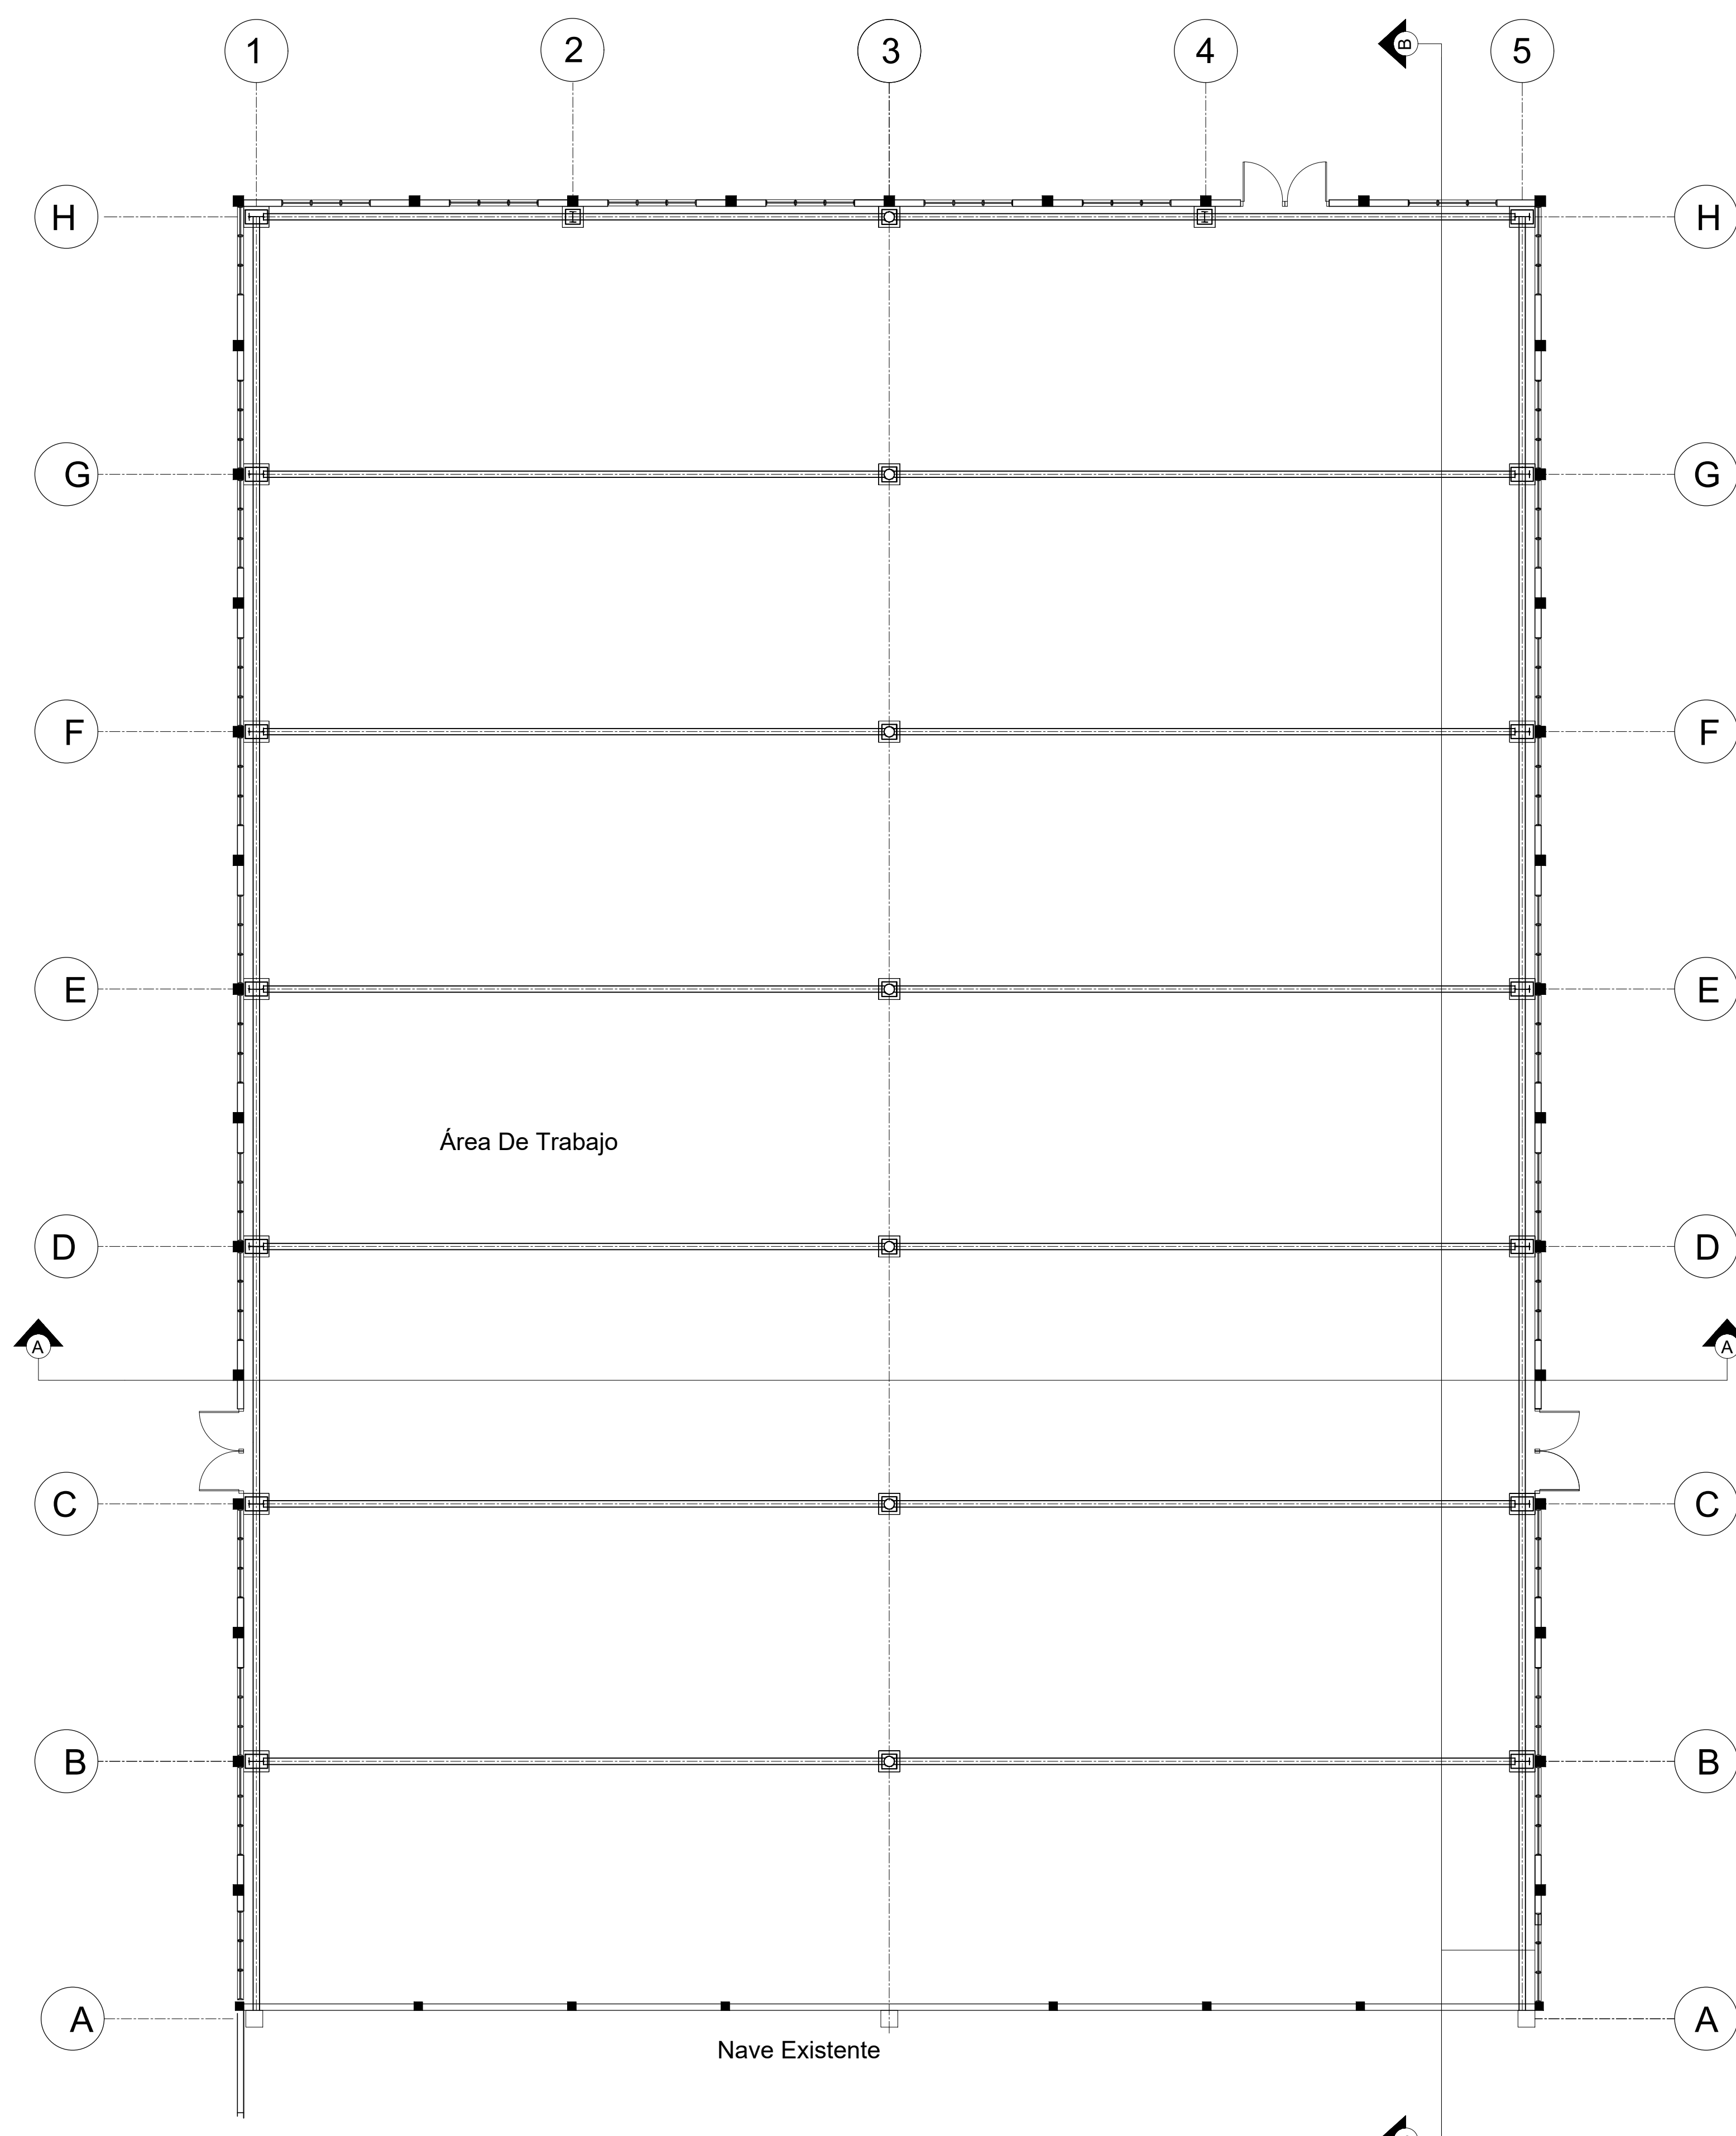 1 2 3 4 B 5
H H
G G
F F
E E
Área De Trabajo
D D
A A
C C
B B
A A
Nave Existente